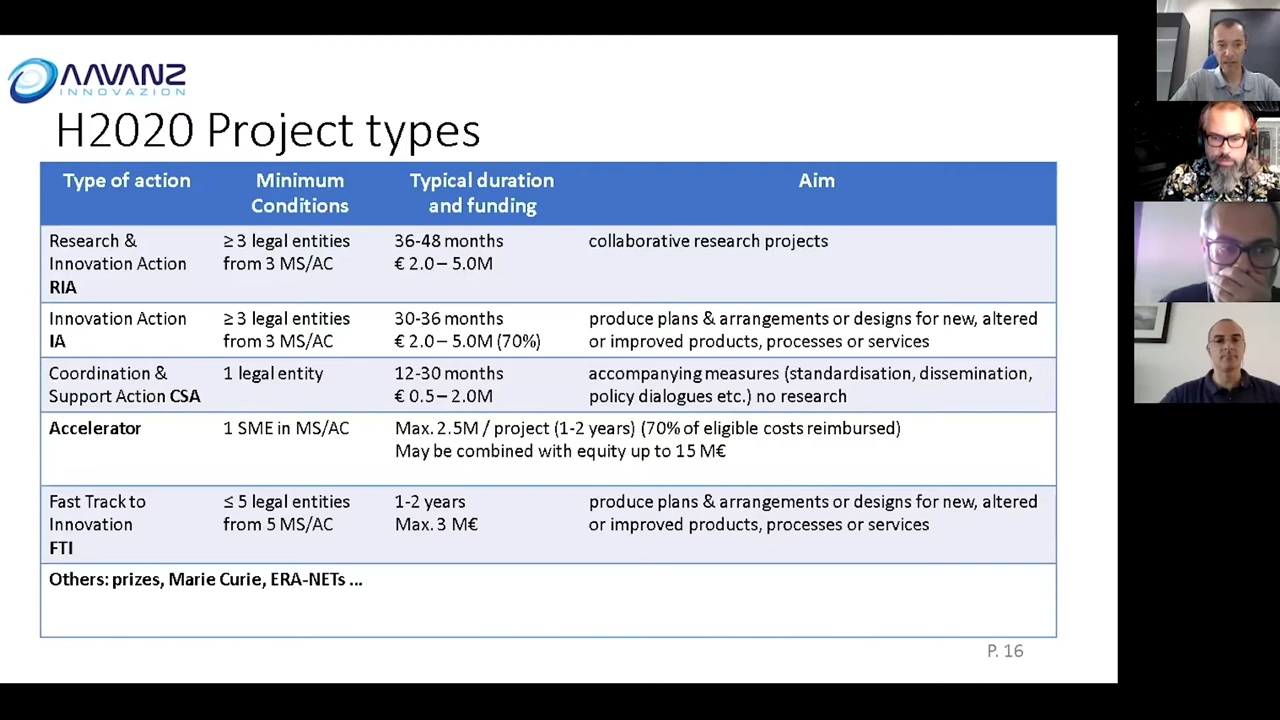 AAVANZ
INNOVAZION
H2020 Project types
Type of action
Minimum
Conditions
Typical duration
and funding
Aim
Research &
Innovation Action
RIA
≥ 3 legal entities
from 3 MS/AC
36-48 months
€ 2.0 – 5.0M
collaborative research projects
Innovation Action
IA
≥ 3 legal entities
from 3 MS/AC
30-36 months
€ 2.0 – 5.0M (70%)
produce plans & arrangements or designs for new, altered
or improved products, processes or services
Coordination &
Support Action CSA
1 legal entity
12-30 months
€ 0.5 – 2.0M
accompanying measures (standardisation, dissemination,
policy dialogues etc.) no research
Accelerator
1 SME in MS/AC
Max. 2.5M / project (1-2 years) (70% of eligible costs reimbursed)
May be combined with equity up to 15 M€
Fast Track to
Innovation
FTI
≤ 5 legal entities
from 5 MS/AC
1-2 years
Max. 3 M€
produce plans & arrangements or designs for new, altered
or improved products, processes or services
Others: prizes, Marie Curie, ERA-NETs ...
P. 16